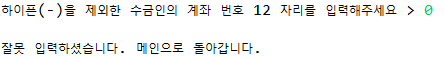 하이픈(-)을 제외한 수금인의 계좌 번호 12 자리를 입력해주세요 > 0
잘못 입력하셨습니다. 메인으로 돌아갑니다.